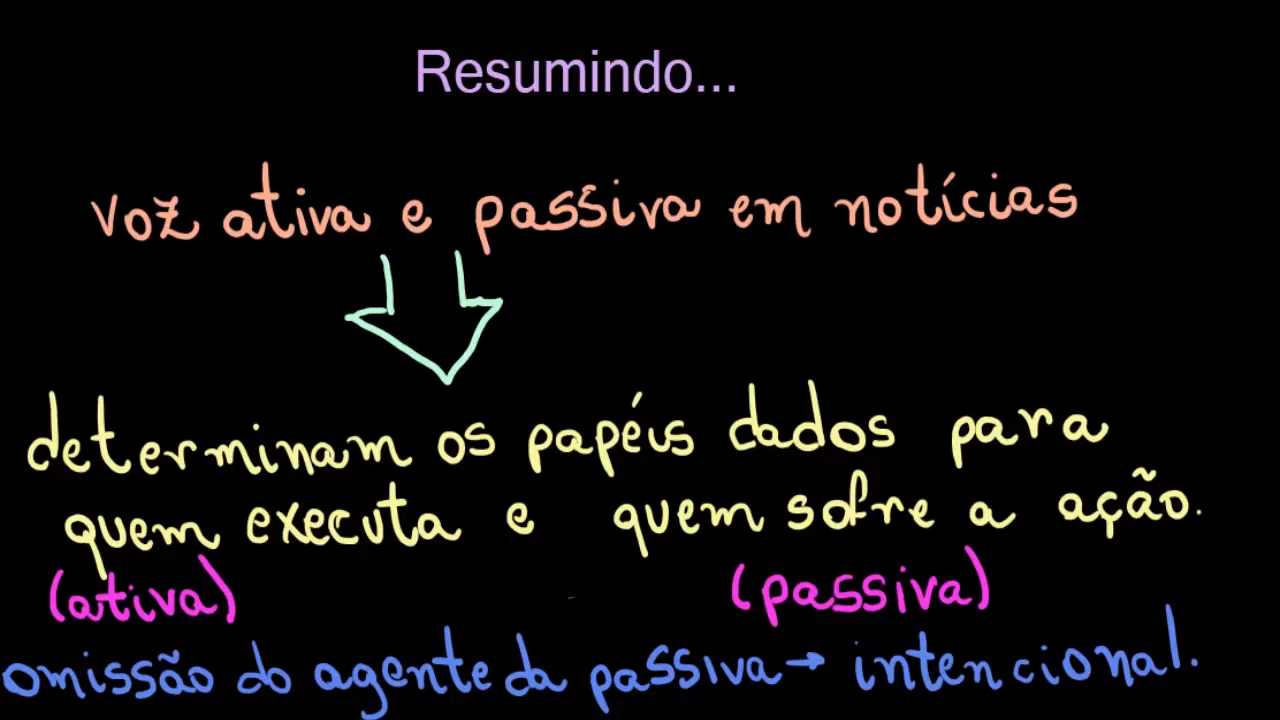 Resumindo...
voz ativa e passiva em notícias
determinam os papéis dados para
quem executa e quem sofre a ação.
(ativa) (passiva)
omissão do agente da passiva → intencional.